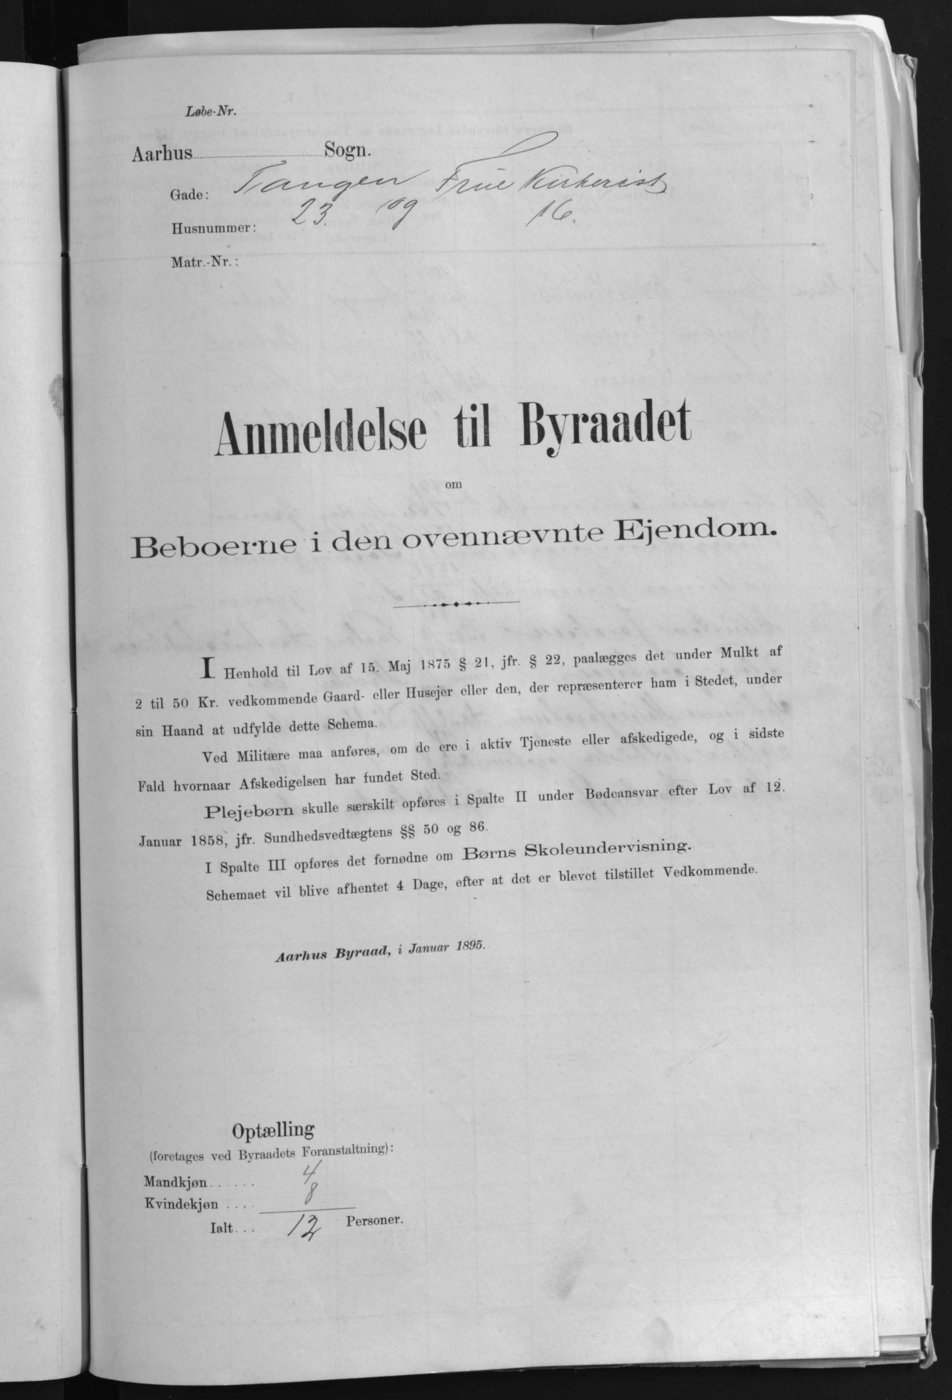 Løbe-Nr.
Aarhus Sogn.
Gade: Tangen Frue Kirkerist
Husnummer: 23. og 16.
Matr.-Nr.:
Anmeldelse til Byraadet
om
Beboerne i den ovennævnte Ejendom.
I Henhold til Lov af 15. Maj 1875 § 21, jfr. § 22, paalægges det under Mulkt af
2 til 50 Kr. vedkommende Gaard- eller Husejer eller den, der repræsenterer ham i Stedet, under
sin Haand at udfylde dette Schema.
Ved Militære maa anføres, om de ere i aktiv Tjeneste eller afskedigede, og i sidste
Fald hvornaar Afskedigelsen har fundet Sted.
Plejebørn skulle særskilt opføres i Spalte II under Bødeansvar efter Lov af 12.
Januar 1858, jfr. Sundhedsvedtægtens §§ 50 og 86.
I Spalte III opføres det fornødne om Børns Skoleundervisning.
Schemaet vil blive afhentet 4 Dage, efter at det er blevet tilstillet Vedkommende.
Aarhus Byraad, i Januar 1895.
Optælling
(foretages ved Byraadets Foranstaltning):
Mandkjøn...... 4
Kvindekjøn .... 8
Ialt... 12 Personer.